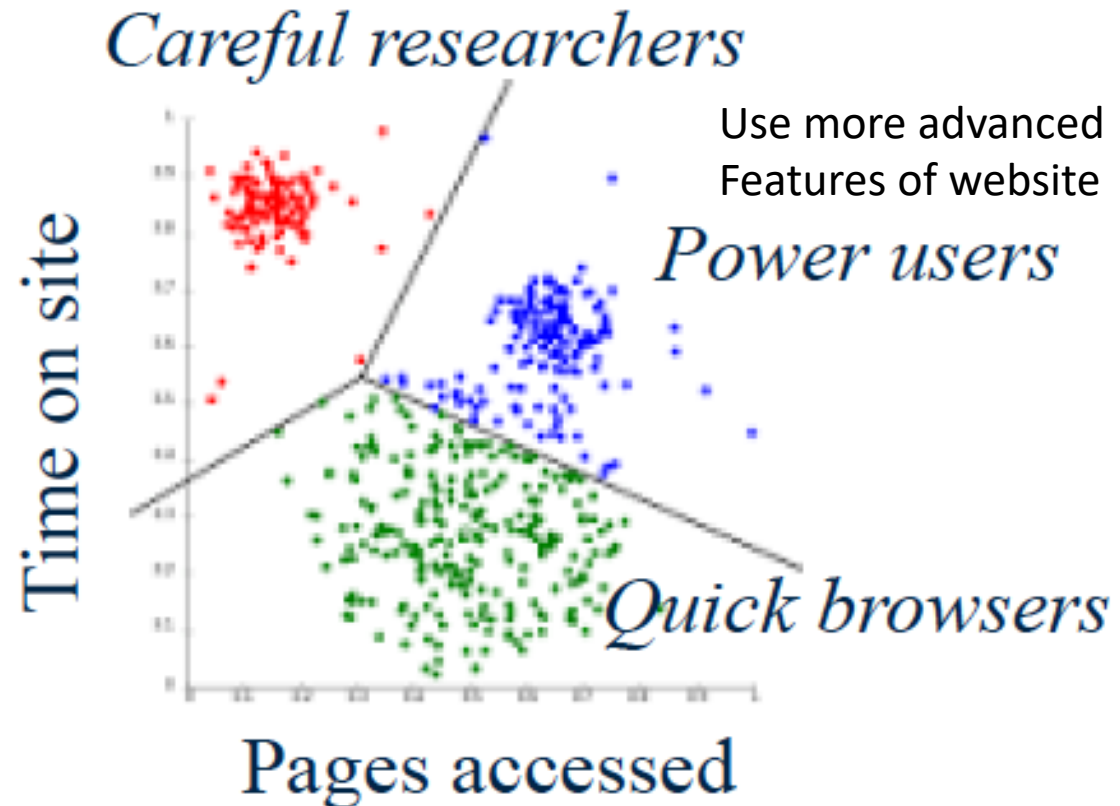 Careful researchers
Use more advanced
Features of website
Power users
Time on site
Quick browsers
Pages accessed